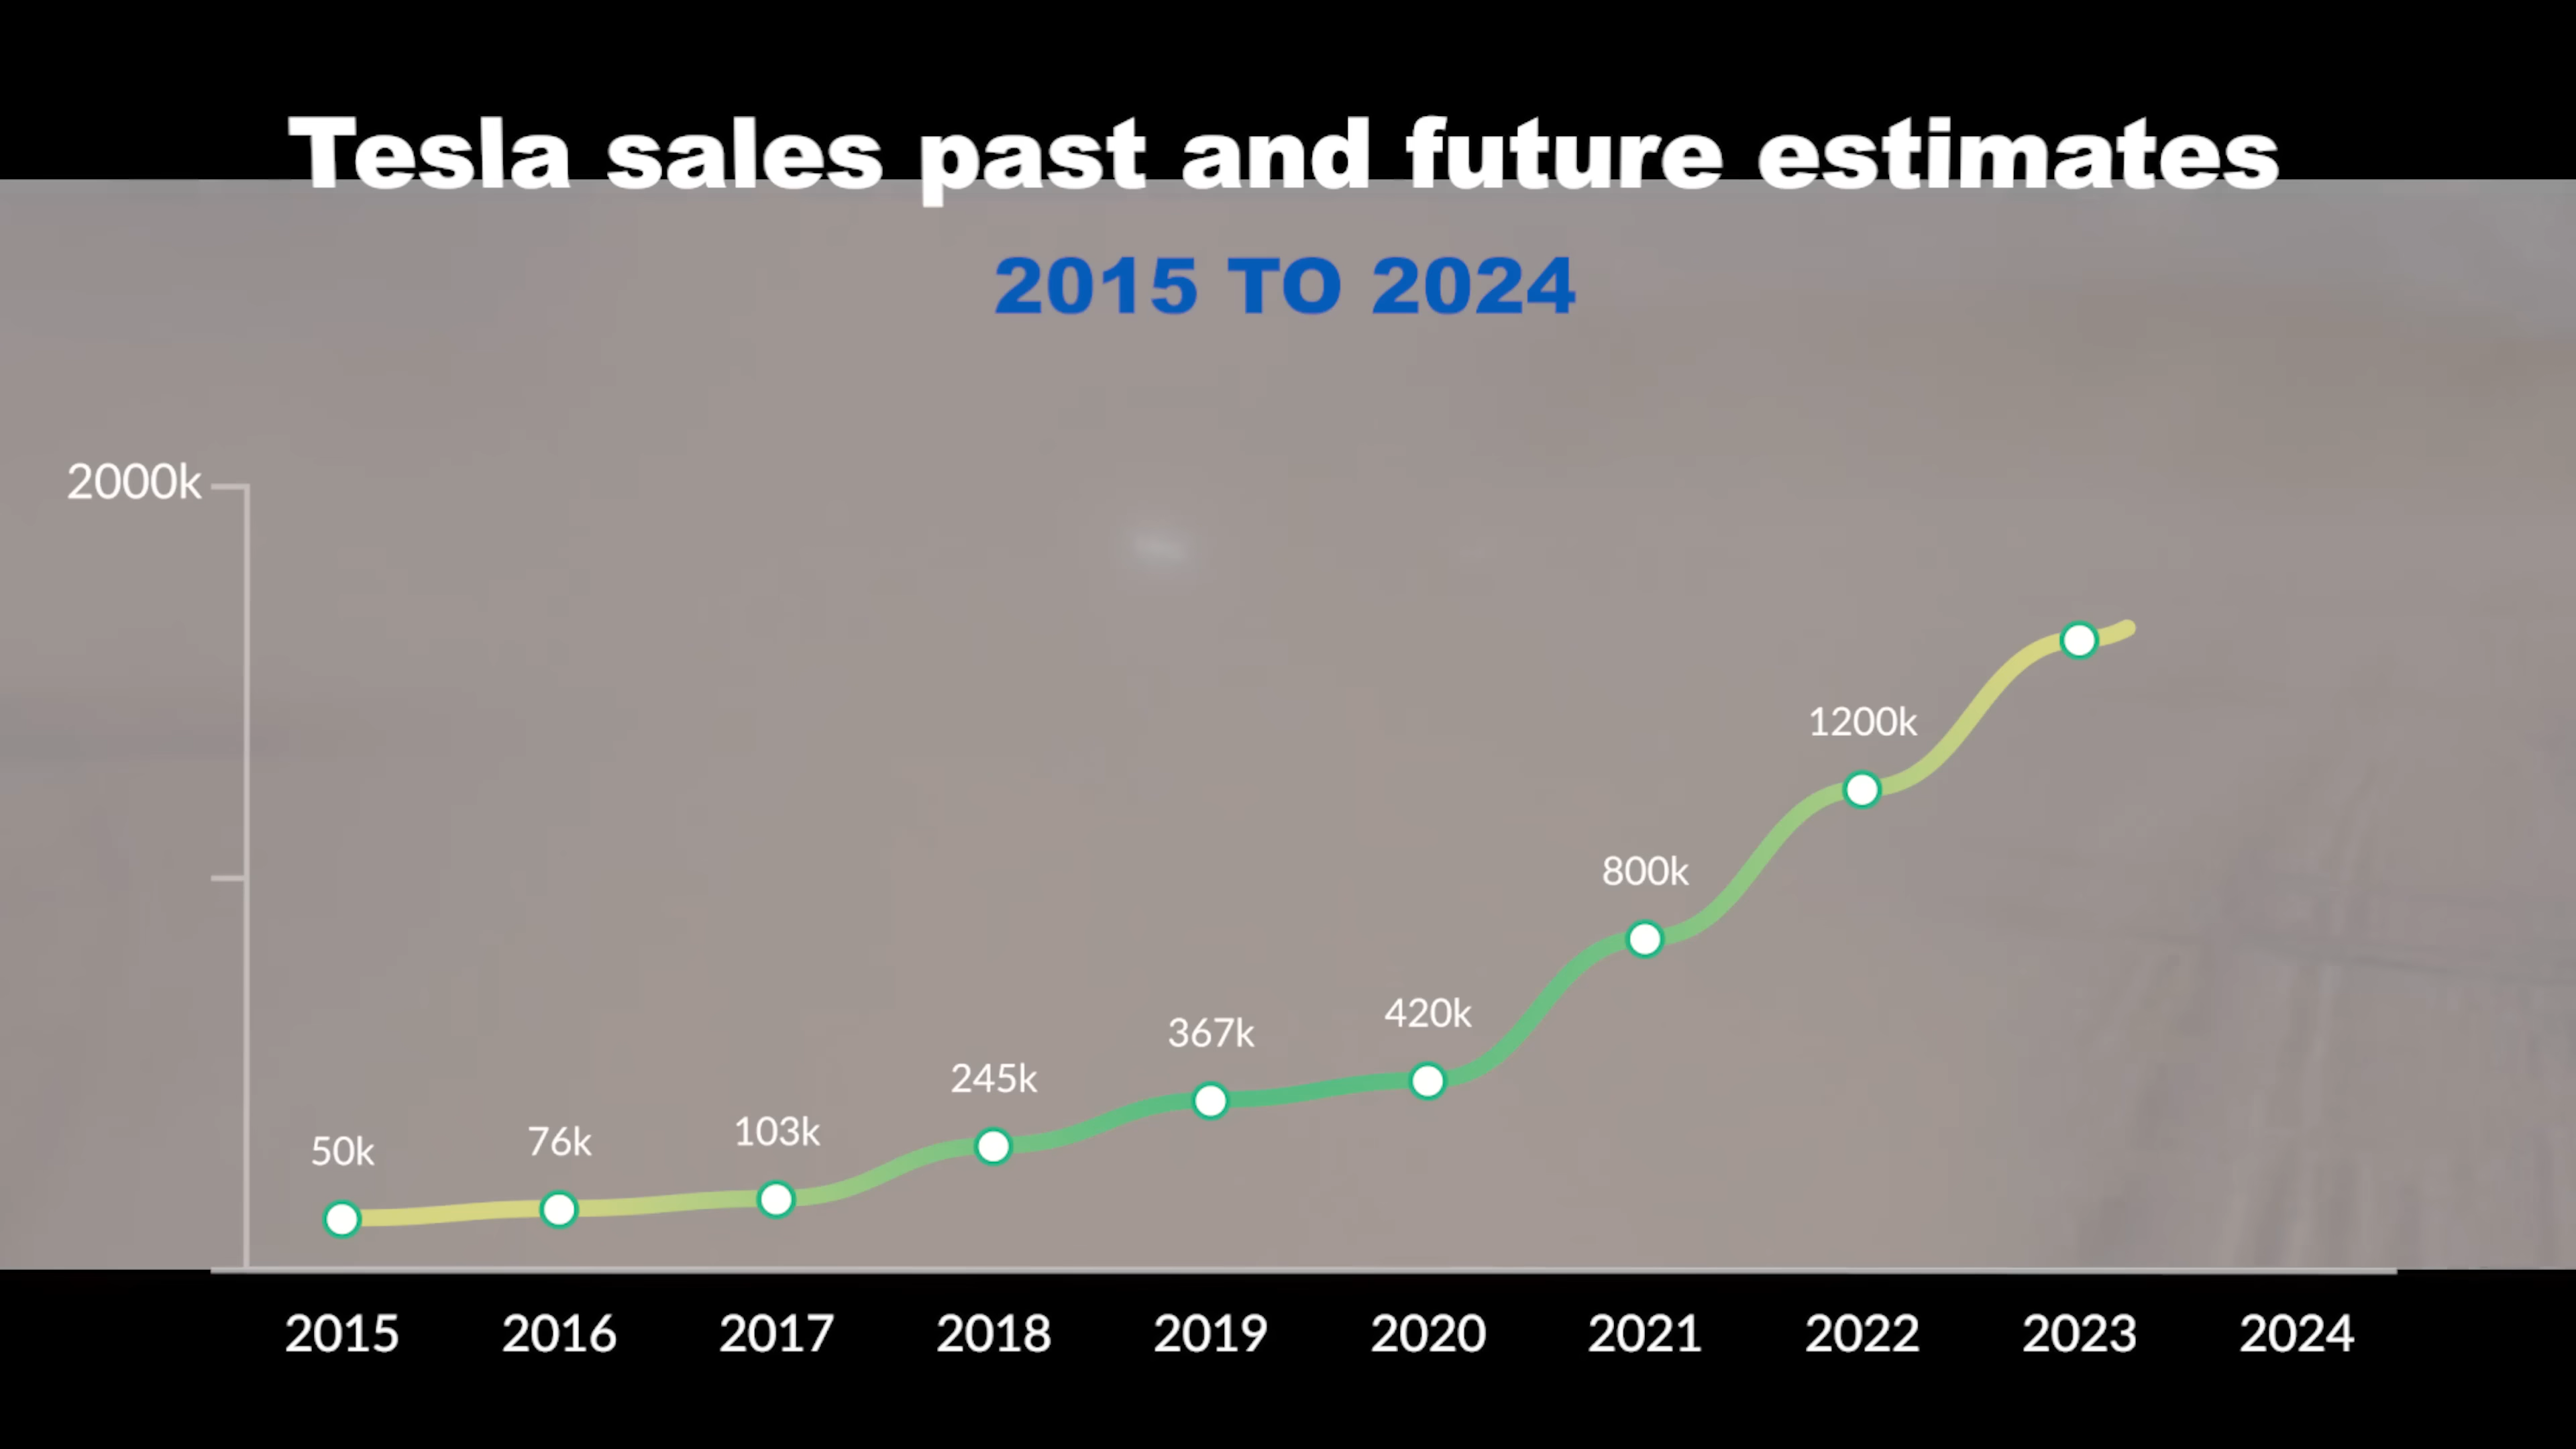 Tesla sales past and future estimates
2015 TO 2024
2000k
1200k
800k
420k
367k
245k
103k
76k
50k
2015 2016 2017 2018 2019 2020 2021 2022 2023 2024